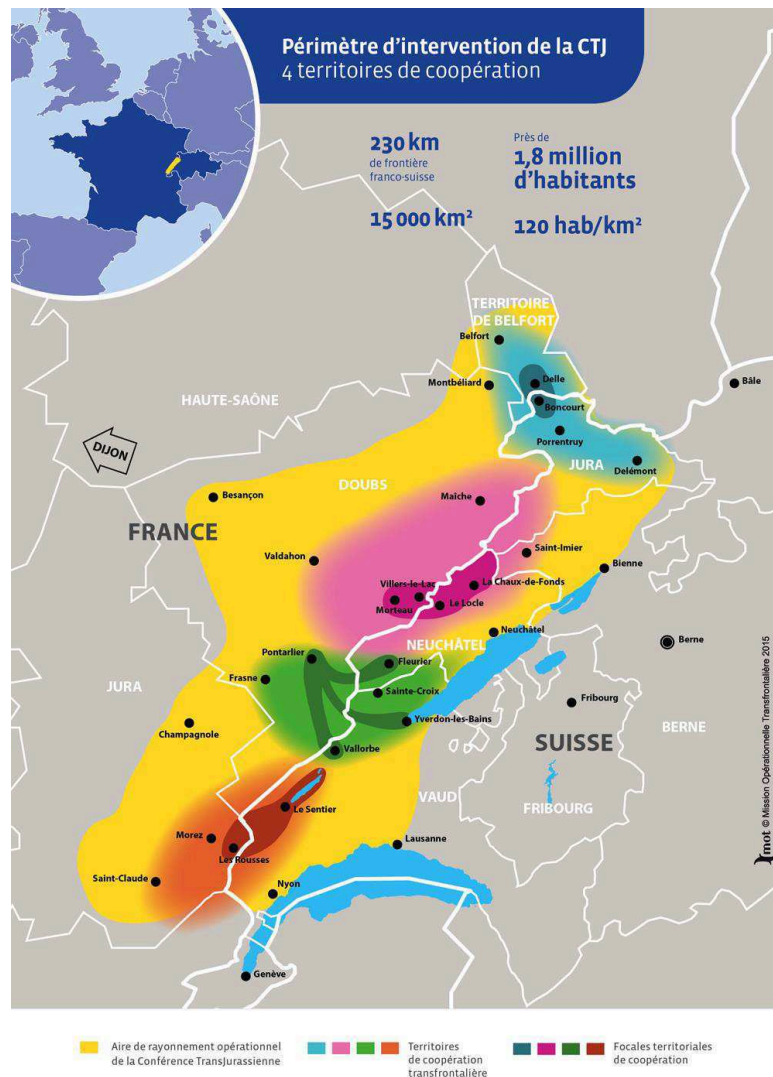 Périmètre d'intervention de la CTJ
4 territoires de coopération
230 km
de frontière
franco-suisse
Près de
1,8 million
d'habitants
15 000 km²
120 hab/km²
TERRITOIRE
DE BELFORT
Belfort
Montbéliard
Delle
Bâle
Boncourt
HAUTE-SAÔNE
Porrentruy
DIJON
JURA
Delémont
DOUBS
Besançon
Maîche
FRANCE
Valdahon
Saint-Imier
Bienne
Villers-le-Lac
La Chaux-de-Fonds
Morteau
Le Locle
Neuchâtel
NEUCHÂTEL
Berne
Pontarlier
Fleurier
Frasne
JURA
Sainte-Croix
Fribourg
Champagnole
Yverdon-les-Bains
BERNE
SUISSE
Vallorbe
VAUD
FRIBOURG
Le Sentier
Morez
Lausanne
Les Rousses
Saint-Claude
Nyon
Genève
mot © Mission Opérationnelle Transfrontalière 2015
Aire de rayonnement opérationnel
de la Conférence TransJurassienne
Territoires
de coopération
transfrontalière
Focales territoriales
de coopération